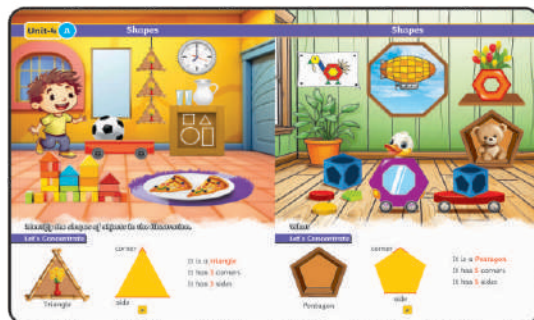 Unit-4 A
Shapes
Identify the shapes of objects in the illustration.
Let's Concentrate
Triangle
corner
side
It is a triangle
It has 3 corners
It has 3 sides
Shapes
Let's Concentrate
Pentagon
corner
side
It is a Pentagon
It has 5 corners
It has 5 sides